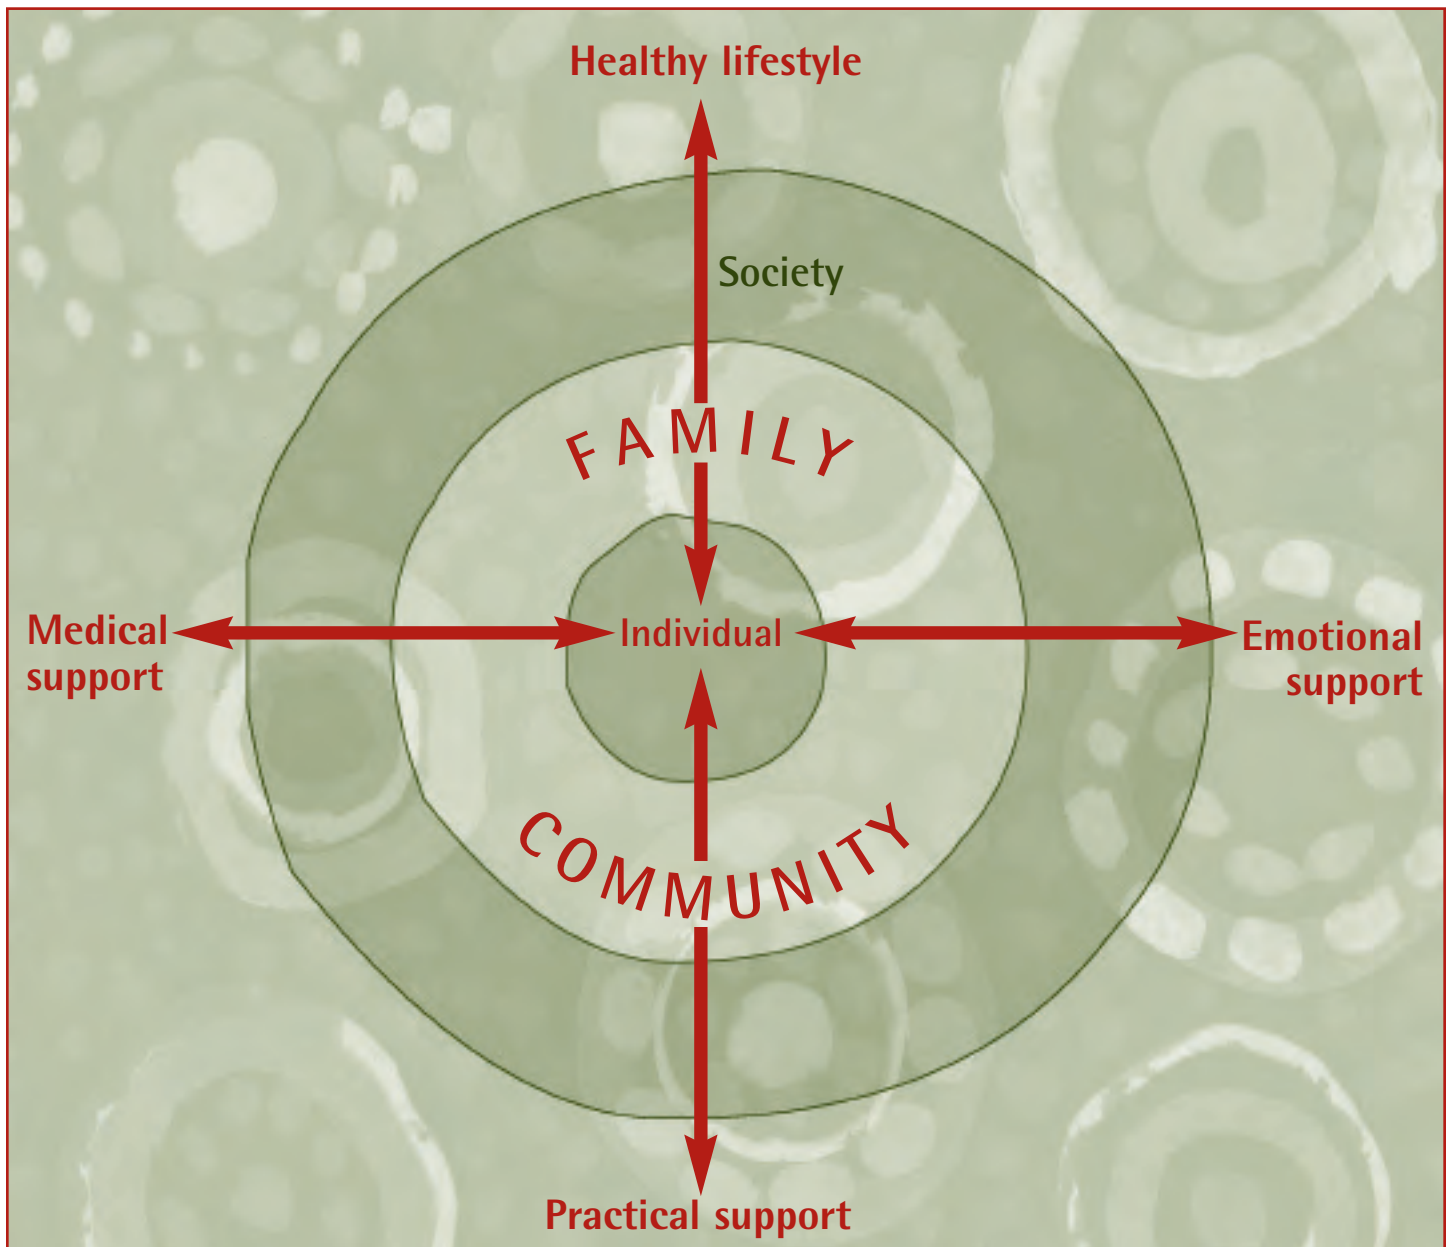 Healthy lifestyle
Society
FAMILY
Medical
support
Individual
Emotional
support
COMMUNITY
Practical support